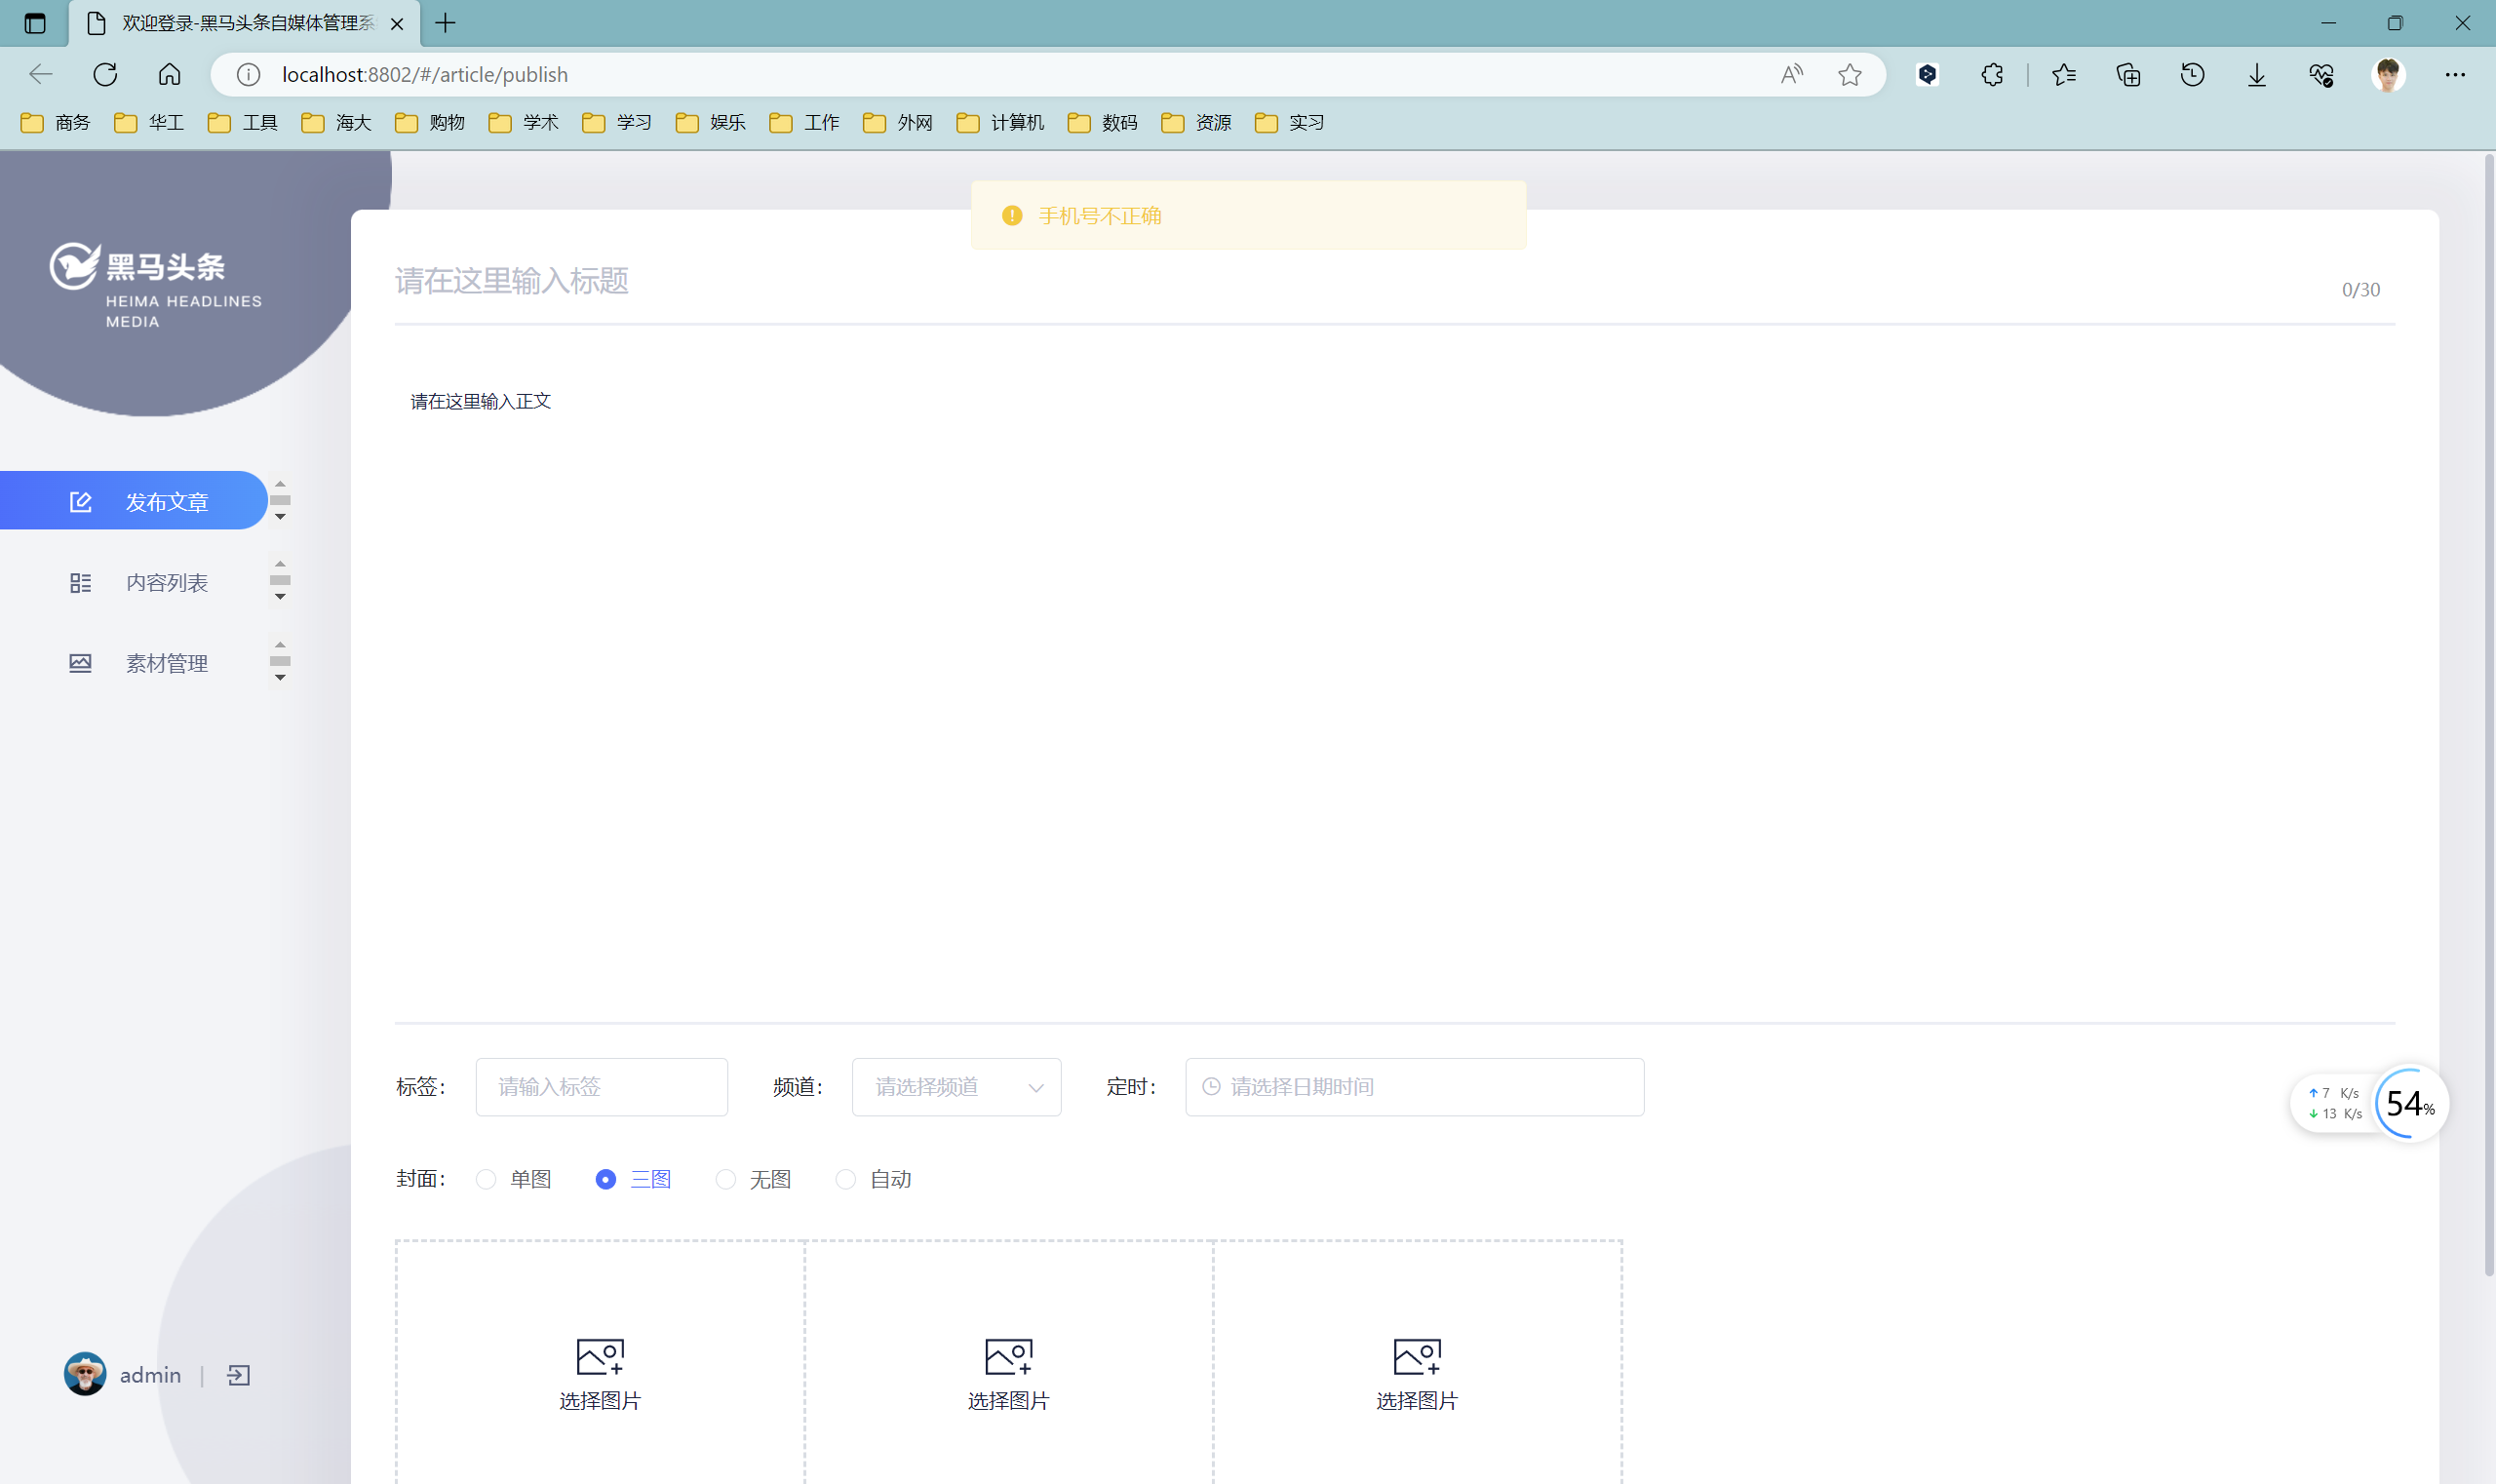 欢迎登录-黑马头条自媒体管理系
localhost:8802/#/article/publish
商务 华工 工具 海大 购物 学术 学习 娱乐 工作 外网 计算机 数码 资源 实习
手机号不正确
黑马头条
HEIMA HEADLINES
MEDIA
请在这里输入标题
0/30
请在这里输入正文
发布文章
内容列表
素材管理
标签： 请输入标签 频道： 请选择频道 定时： 请选择日期时间
7 K/s
13 K/s
54%
封面： 单图 三图 无图 自动
选择图片 选择图片 选择图片
admin |